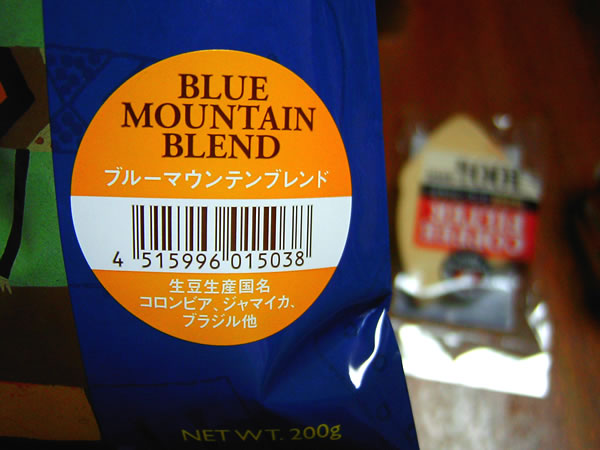 BLUE
MOUNTAIN
BLEND
ブルーマウンテンブレンド
4 515996 015038
生豆生産国名
コロンビア、ジャマイカ、
ブラジル他
NET WT. 200g
COFFEE
FILTER